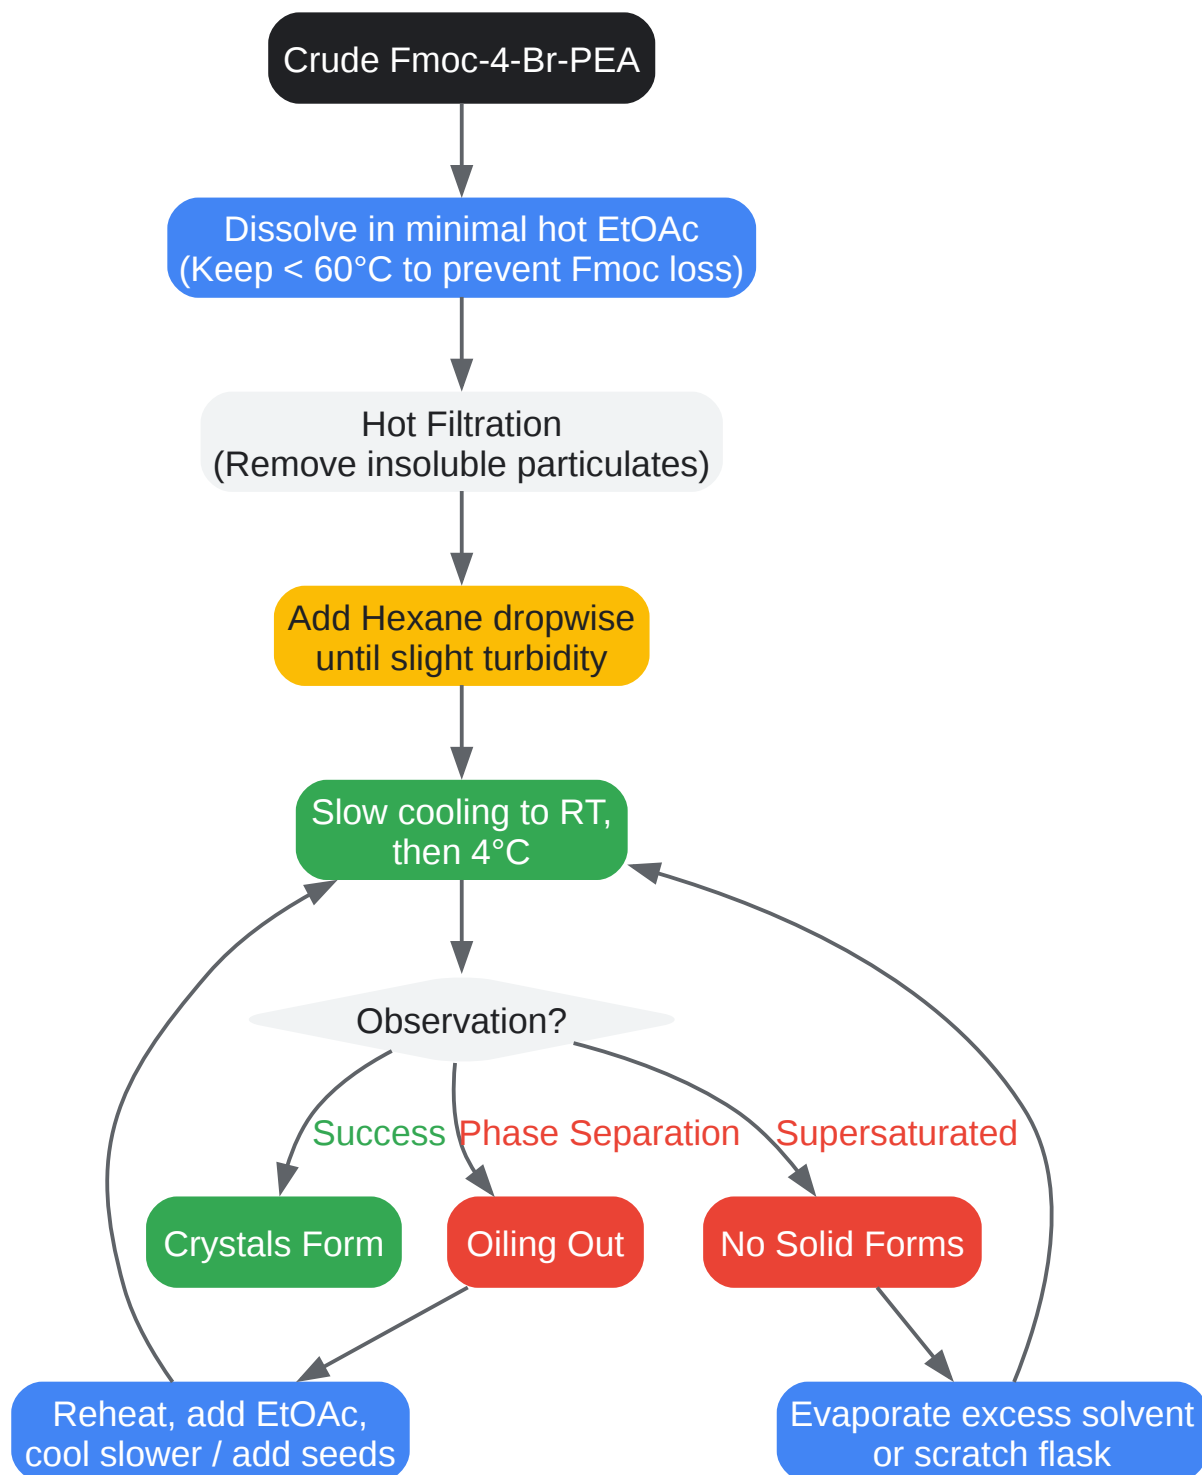 Crude Fmoc-4-Br-PEA
Dissolve in minimal hot EtOAc
(Keep < 60°C to prevent Fmoc loss)
Hot Filtration
(Remove insoluble particulates)
Add Hexane dropwise
until slight turbidity
Slow cooling to RT,
then 4°C
Observation?
Success
Phase Separation
Supersaturated
Crystals Form
Oiling Out
No Solid Forms
Reheat, add EtOAc,
cool slower / add seeds
Evaporate excess solvent
or scratch flask